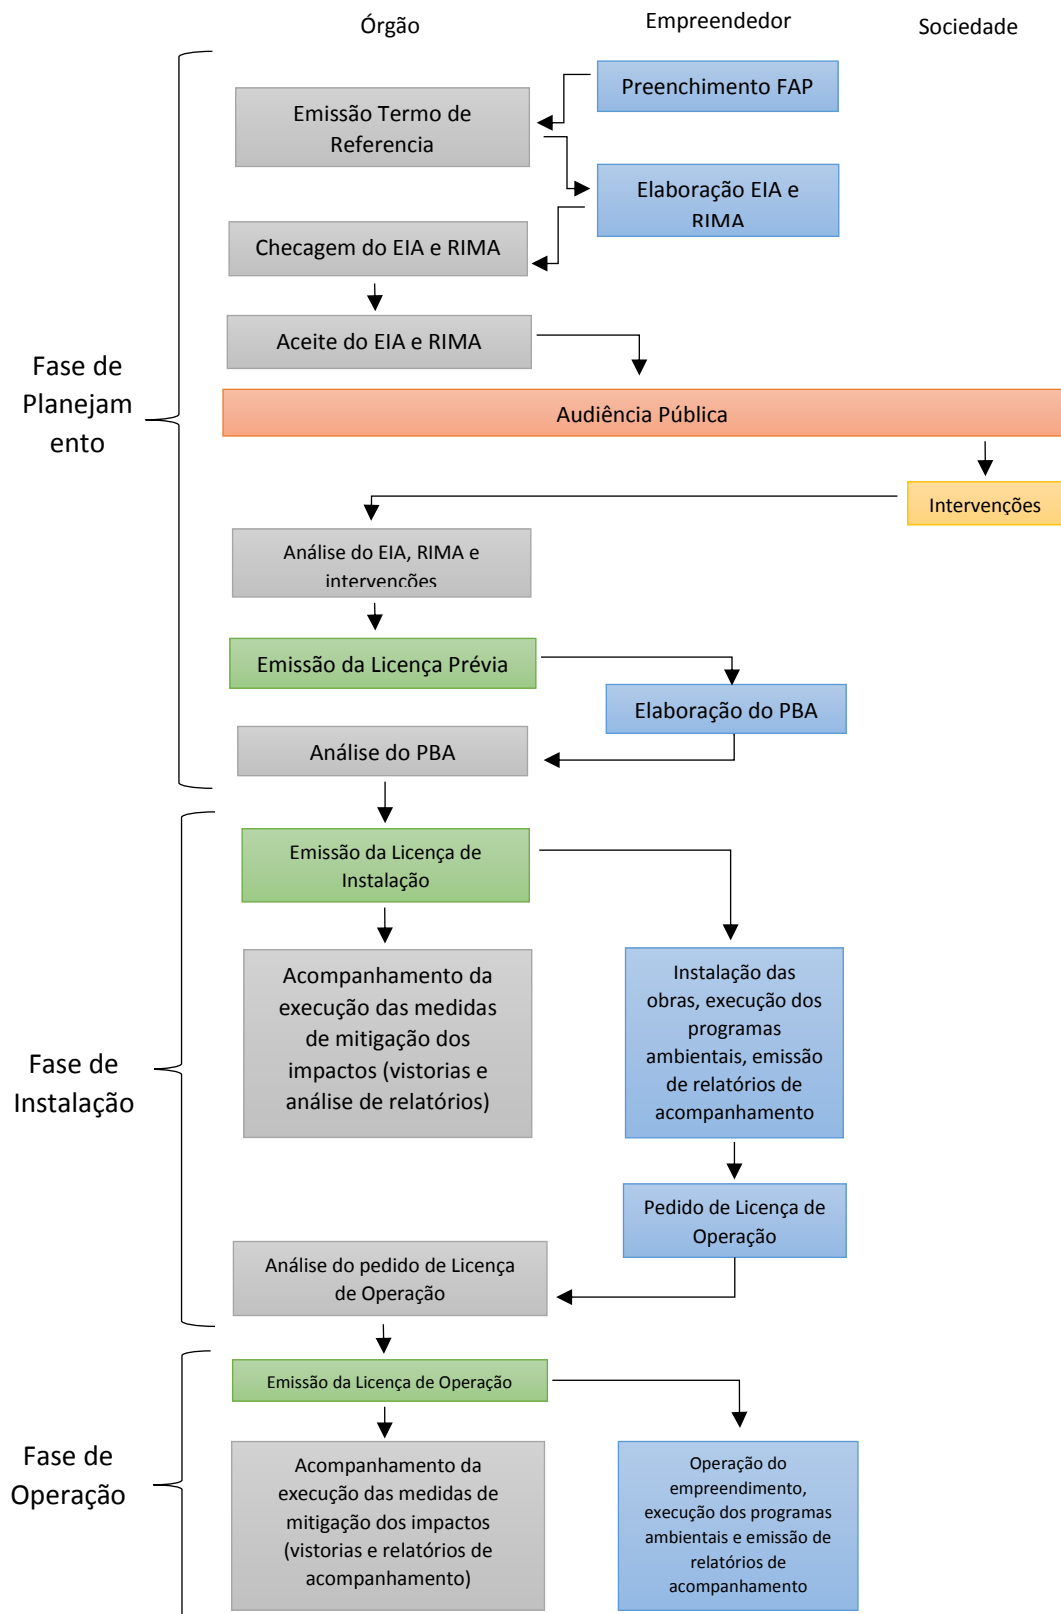 Órgão
Empreendedor
Sociedade
Preenchimento FAP
Emissão Termo de
Referencia
Elaboração EIA e
RIMA
Checagem do EIA e RIMA
Aceite do EIA e RIMA
Fase de
Planejam
ento
Audiência Pública
Intervenções
Análise do EIA, RIMA e
intervenções
Emissão da Licença Prévia
Elaboração do PBA
Análise do PBA
Emissão da Licença de
Instalação
Acompanhamento da
execução das medidas
de mitigação dos
impactos (vistorias e
análise de relatórios)
Instalação das
obras, execução dos
programas
ambientais, emissão
de relatórios de
acompanhamento
Fase de
Instalação
Pedido de Licença de
Operação
Análise do pedido de Licença
de Operação
Emissão da Licença de Operação
Fase de
Operação
Acompanhamento da
execução das medidas de
mitigação dos impactos
(vistorias e relatórios de
acompanhamento)
Operação do
empreendimento,
execução dos programas
ambientais e emissão de
relatórios de
acompanhamento